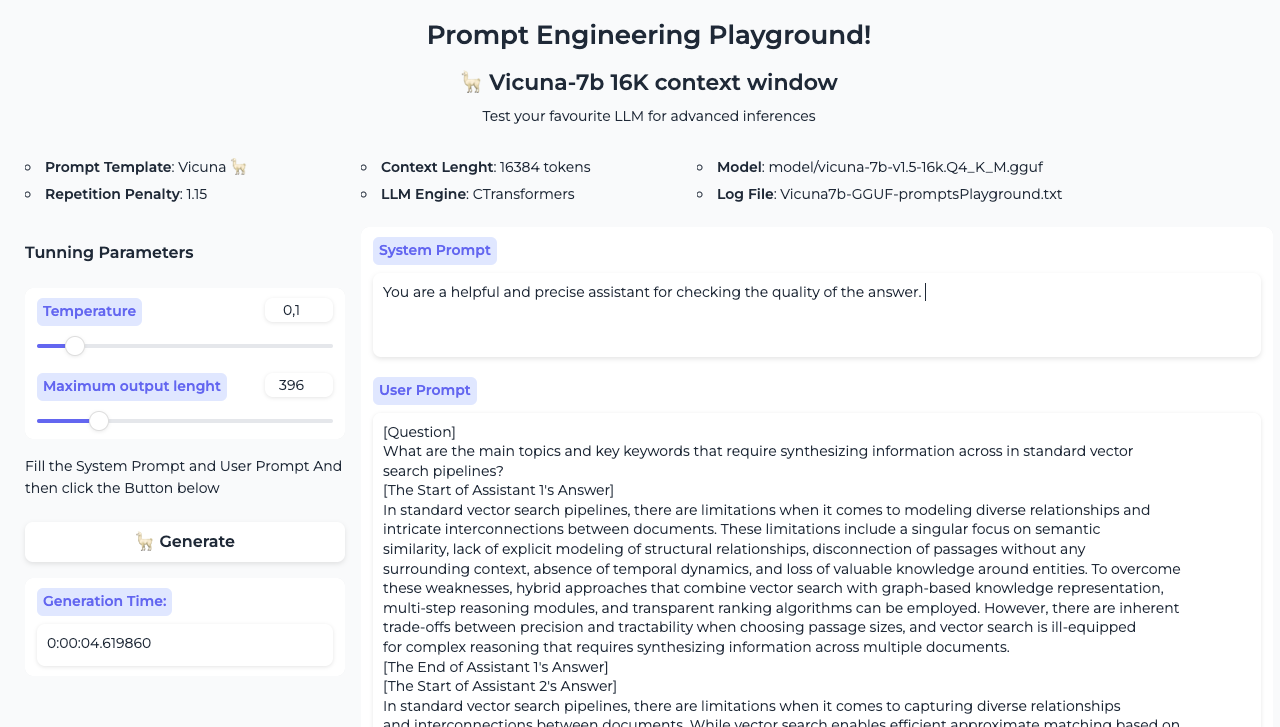 Prompt Engineering Playground!
🦙 Vicuna-7b 16K context window
Test your favourite LLM for advanced inferences
Prompt Template: Vicuna 🦙
Repetition Penalty: 1.15
Context Lenght: 16384 tokens
LLM Engine: CTransformers
Model: model/vicuna-7b-v1.5-16k.Q4_K_M.gguf
Log File: Vicuna7b-GGUF-promptsPlayground.txt
Tunning Parameters
Temperature
0,1
Maximum output lenght
396
Fill the System Prompt and User Prompt And
then click the Button below
🦙 Generate
Generation Time:
0:00:04.619860
System Prompt
You are a helpful and precise assistant for checking the quality of the answer.
User Prompt
[Question]
What are the main topics and key keywords that require synthesizing information across in standard vector
search pipelines?
[The Start of Assistant 1's Answer]
In standard vector search pipelines, there are limitations when it comes to modeling diverse relationships and
intricate interconnections between documents. These limitations include a singular focus on semantic
similarity, lack of explicit modeling of structural relationships, disconnection of passages without any
surrounding context, absence of temporal dynamics, and loss of valuable knowledge around entities. To overcome
these weaknesses, hybrid approaches that combine vector search with graph-based knowledge representation,
multi-step reasoning modules, and transparent ranking algorithms can be employed. However, there are inherent
trade-offs between precision and tractability when choosing passage sizes, and vector search is ill-equipped
for complex reasoning that requires synthesizing information across multiple documents.
[The End of Assistant 1's Answer]
[The Start of Assistant 2's Answer]
In standard vector search pipelines, there are limitations when it comes to capturing diverse relationships
and interconnections between documents. While vector search enables efficient approximate matching based on